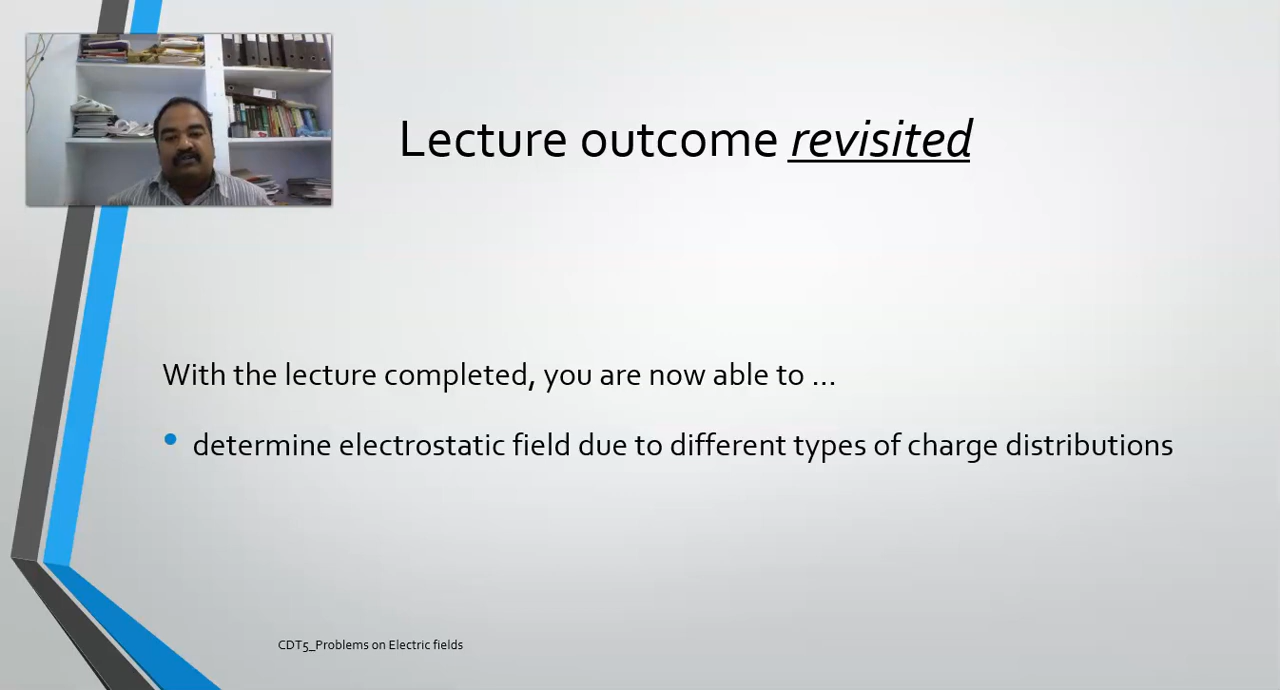 Lecture outcome revisited
With the lecture completed, you are now able to ...
determine electrostatic field due to different types of charge distributions
CDT5_Problems on Electric fields